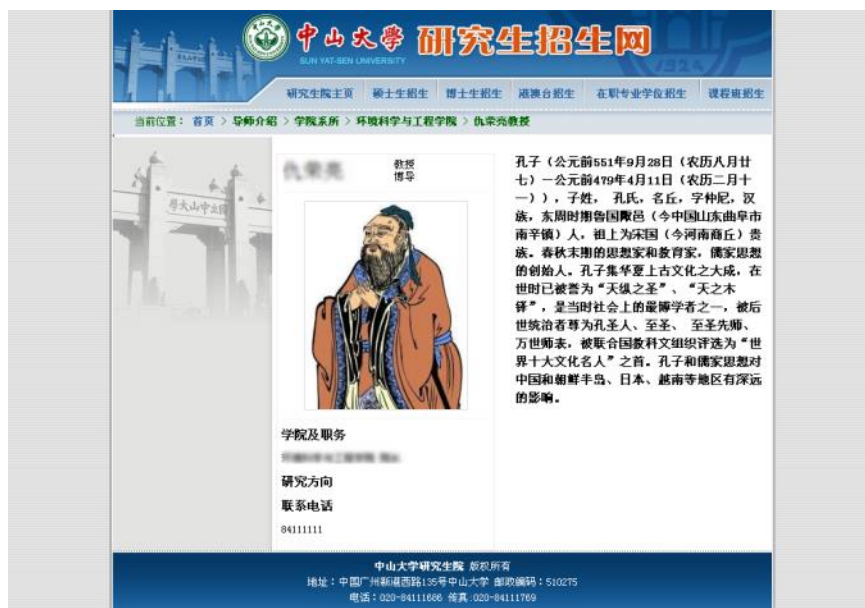 中山大學 研究生招生网
SUN YAT-SEN UNIVERSITY
研究生院主页 硕士生招生 博士生招生 港澳台招生 在职专业学位招生 课程班招生
当前位置： 首页 > 导师介绍 > 学院系所 > 环境科学与工程学院 > 仇荣亮教授
仇荣亮
教授
博导
孔子（公元前551年9月28日（农历八月廿
七）—公元前479年4月11日（农历二月十
一）），子姓， 孔氏，名丘，字仲尼，汉
族，东周时期鲁国陬邑（今中国山东曲阜市
南辛镇）人，祖上为宋国（今河南商丘）贵
族。春秋末期的思想家和教育家，儒家思想
的创始人。孔子集华夏上古文化之大成，在
世时已被誉为“天纵之圣”、“天之木
铎”，是当时社会上的最博学者之一，被后
世统治者尊为孔圣人、至圣、 至圣先师、
万世师表，被联合国教科文组织评选为“世
界十大文化名人”之首。孔子和儒家思想对
中国和朝鲜半岛、日本、越南等地区有深远
的影响。
学院及职务
研究方向
联系电话
84111111
中山大学研究生院 版权所有
地址：中国广州新港西路135号中山大学 邮政编码：510275
电话：020-84111686 传真:020-84111769